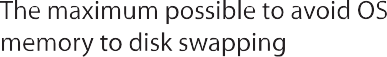 The maximum possible to avoid OS
memory to disk swapping